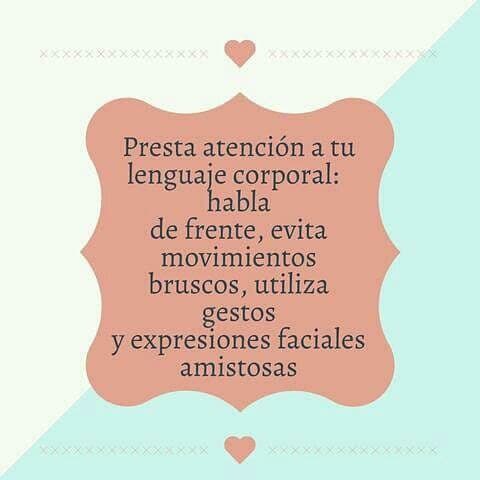 Presta atención a tu
lenguaje corporal:
habla
de frente, evita
movimientos
bruscos, utiliza
gestos
y expresiones faciales
amistosas